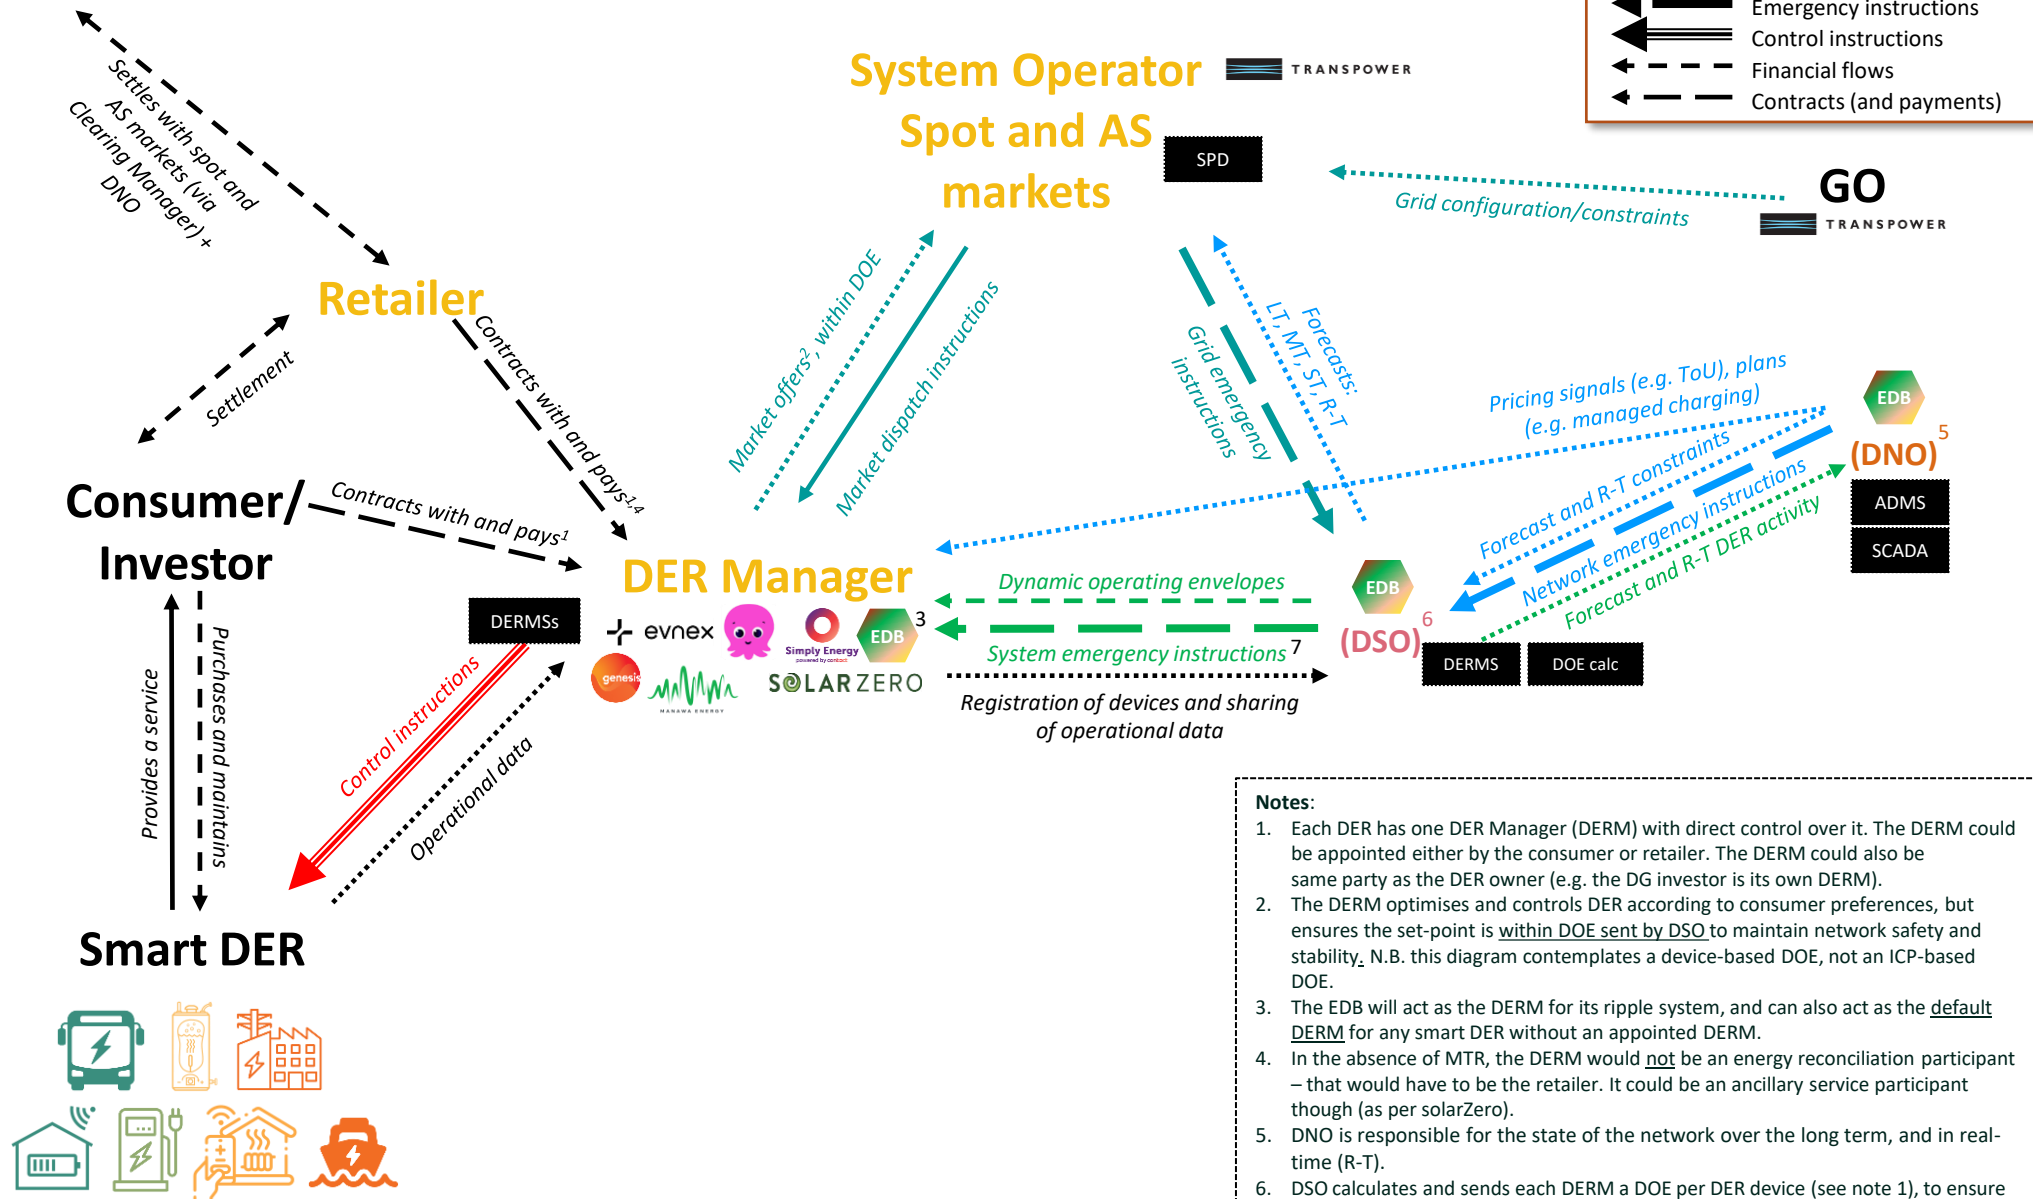 Emergency instructions
Control instructions
Financial flows
Contracts (and payments)
System Operator
Spot and AS
markets
TRANSPOWER
SPD
GO
TRANSPOWER
Grid configuration/constraints
Settles with spot and
AS markets (via
Clearing Manager) +
DNO
Retailer
Settlement
Contracts with and pays1,4
Consumer/
Investor
Contracts with and pays1
Market offers2, within DOE
Market dispatch instructions
Grid emergency
instructions
Forecasts:
LT, MT, ST, R-T
Pricing signals (e.g. ToU), plans
(e.g. managed charging)
Forecast and R-T constraints
Network emergency instructions
Forecast and R-T DER activity
EDB
(DNO)5
ADMS
SCADA
DER Manager
DERMSs
evnex
Simply Energy
powered by contact
EDB 3
genesis
MANAWA ENERGY
SOLARZERO
Dynamic operating envelopes
System emergency instructions 7
Registration of devices and sharing
of operational data
EDB
(DSO)6
DERMS
DOE calc
Provides a service
Purchases and maintains
Control instructions
Operational data
Smart DER
Notes:
1. Each DER has one DER Manager (DERM) with direct control over it. The DERM could
be appointed either by the consumer or retailer. The DERM could also be
same party as the DER owner (e.g. the DG investor is its own DERM).
2. The DERM optimises and controls DER according to consumer preferences, but
ensures the set-point is within DOE sent by DSO to maintain network safety and
stability. N.B. this diagram contemplates a device-based DOE, not an ICP-based
DOE.
3. The EDB will act as the DERM for its ripple system, and can also act as the default
DERM for any smart DER without an appointed DERM.
4. In the absence of MTR, the DERM would not be an energy reconciliation participant
– that would have to be the retailer. It could be an ancillary service participant
though (as per solarZero).
5. DNO is responsible for the state of the network over the long term, and in real-
time (R-T).
6. DSO calculates and sends each DERM a DOE per DER device (see note 1), to ensure